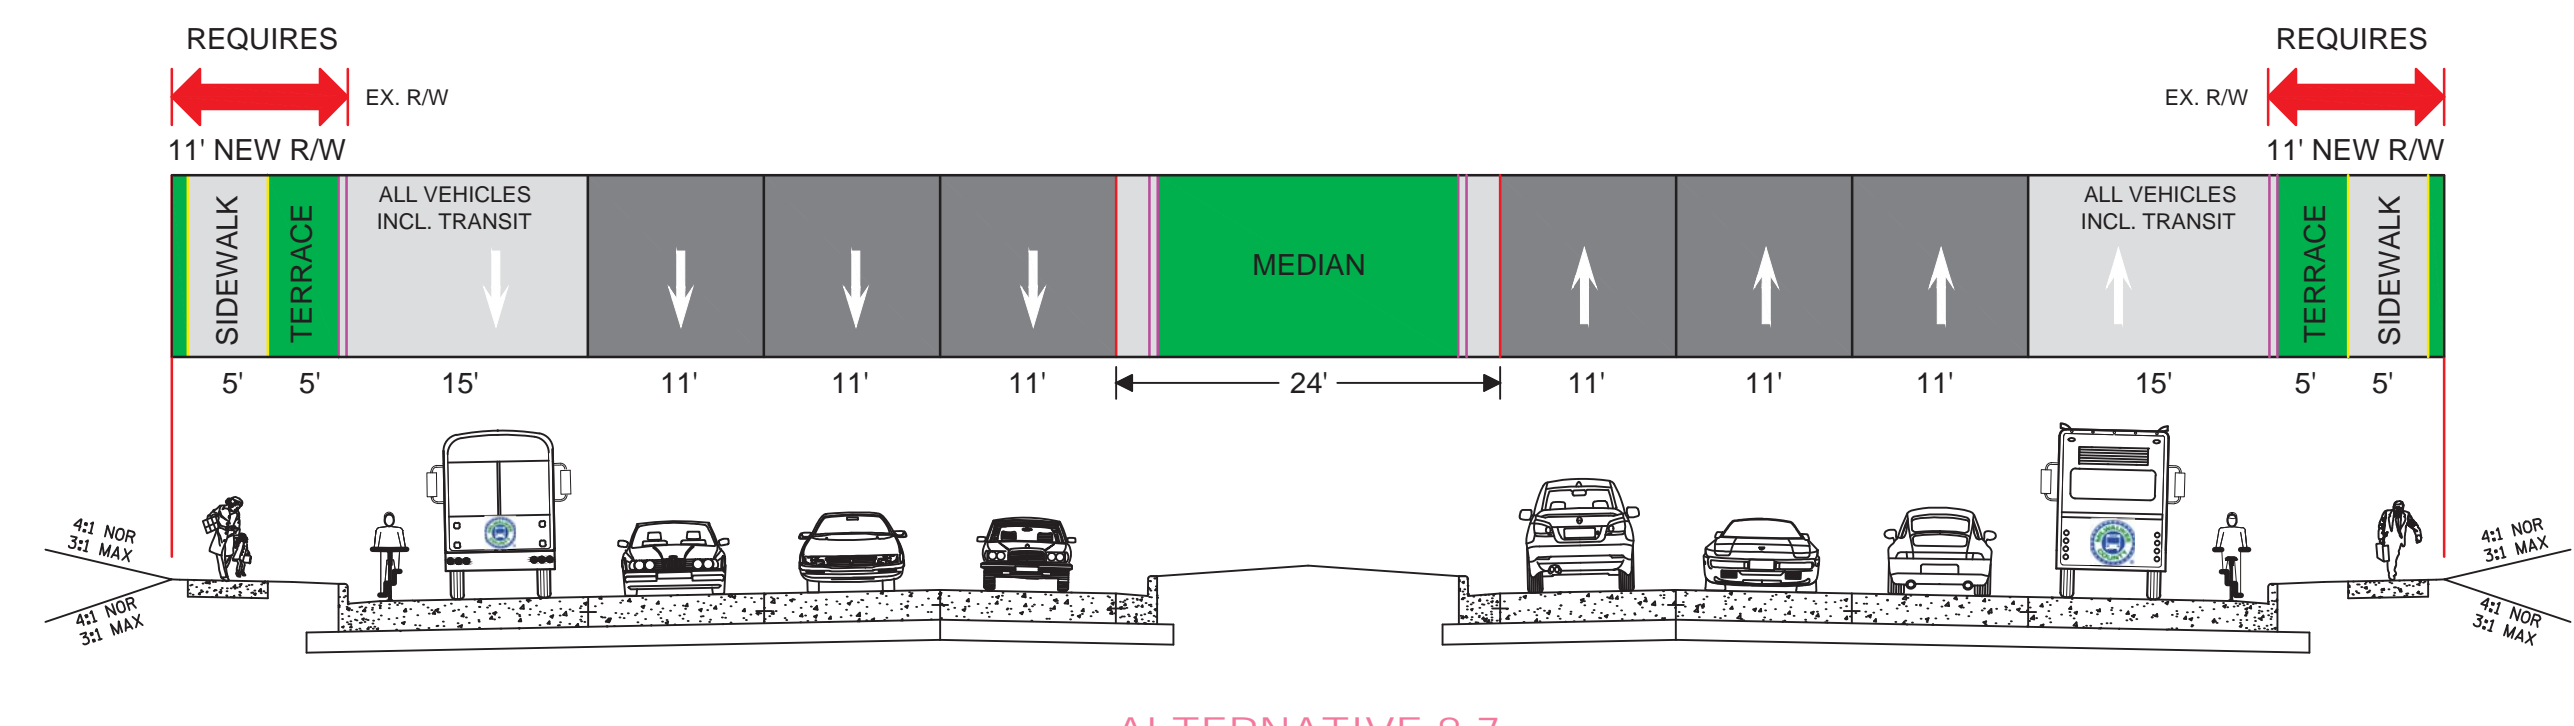 REQUIRES
REQUIRES
EX. R/W
EX. R/W
11' NEW R/W
11' NEW R/W
SIDEWALK
TERRACE
ALL VEHICLES
INCL. TRANSIT
MEDIAN
ALL VEHICLES
INCL. TRANSIT
TERRACE
SIDEWALK
5' 5' 15' 11' 11' 11' 24' 11' 11' 11' 15' 5' 5'
4:1 NOR
3:1 MAX
4:1 NOR
3:1 MAX
4:1 NOR
3:1 MAX
4:1 NOR
3:1 MAX